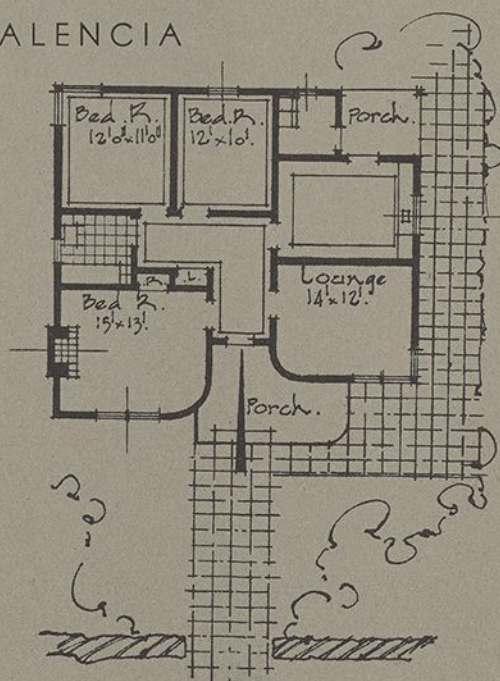 ALENCIA
Bed R.
12'0"x11'0"
Bed. R.
12'x10'.
Porch.
Lounge
14'x12'.
R.
L.
Bed R.
15'x13'.
Porch.